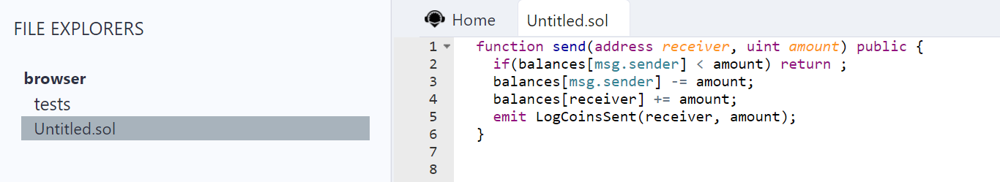 FILE EXPLORERS
browser
tests
Untitled.sol
Home
Untitled.sol
1 function send(address receiver, uint amount) public {
2 if(balances[msg.sender] < amount) return ;
3 balances[msg.sender] -= amount;
4 balances[receiver] += amount;
5 emit LogCoinsSent(receiver, amount);
6 }
7
8